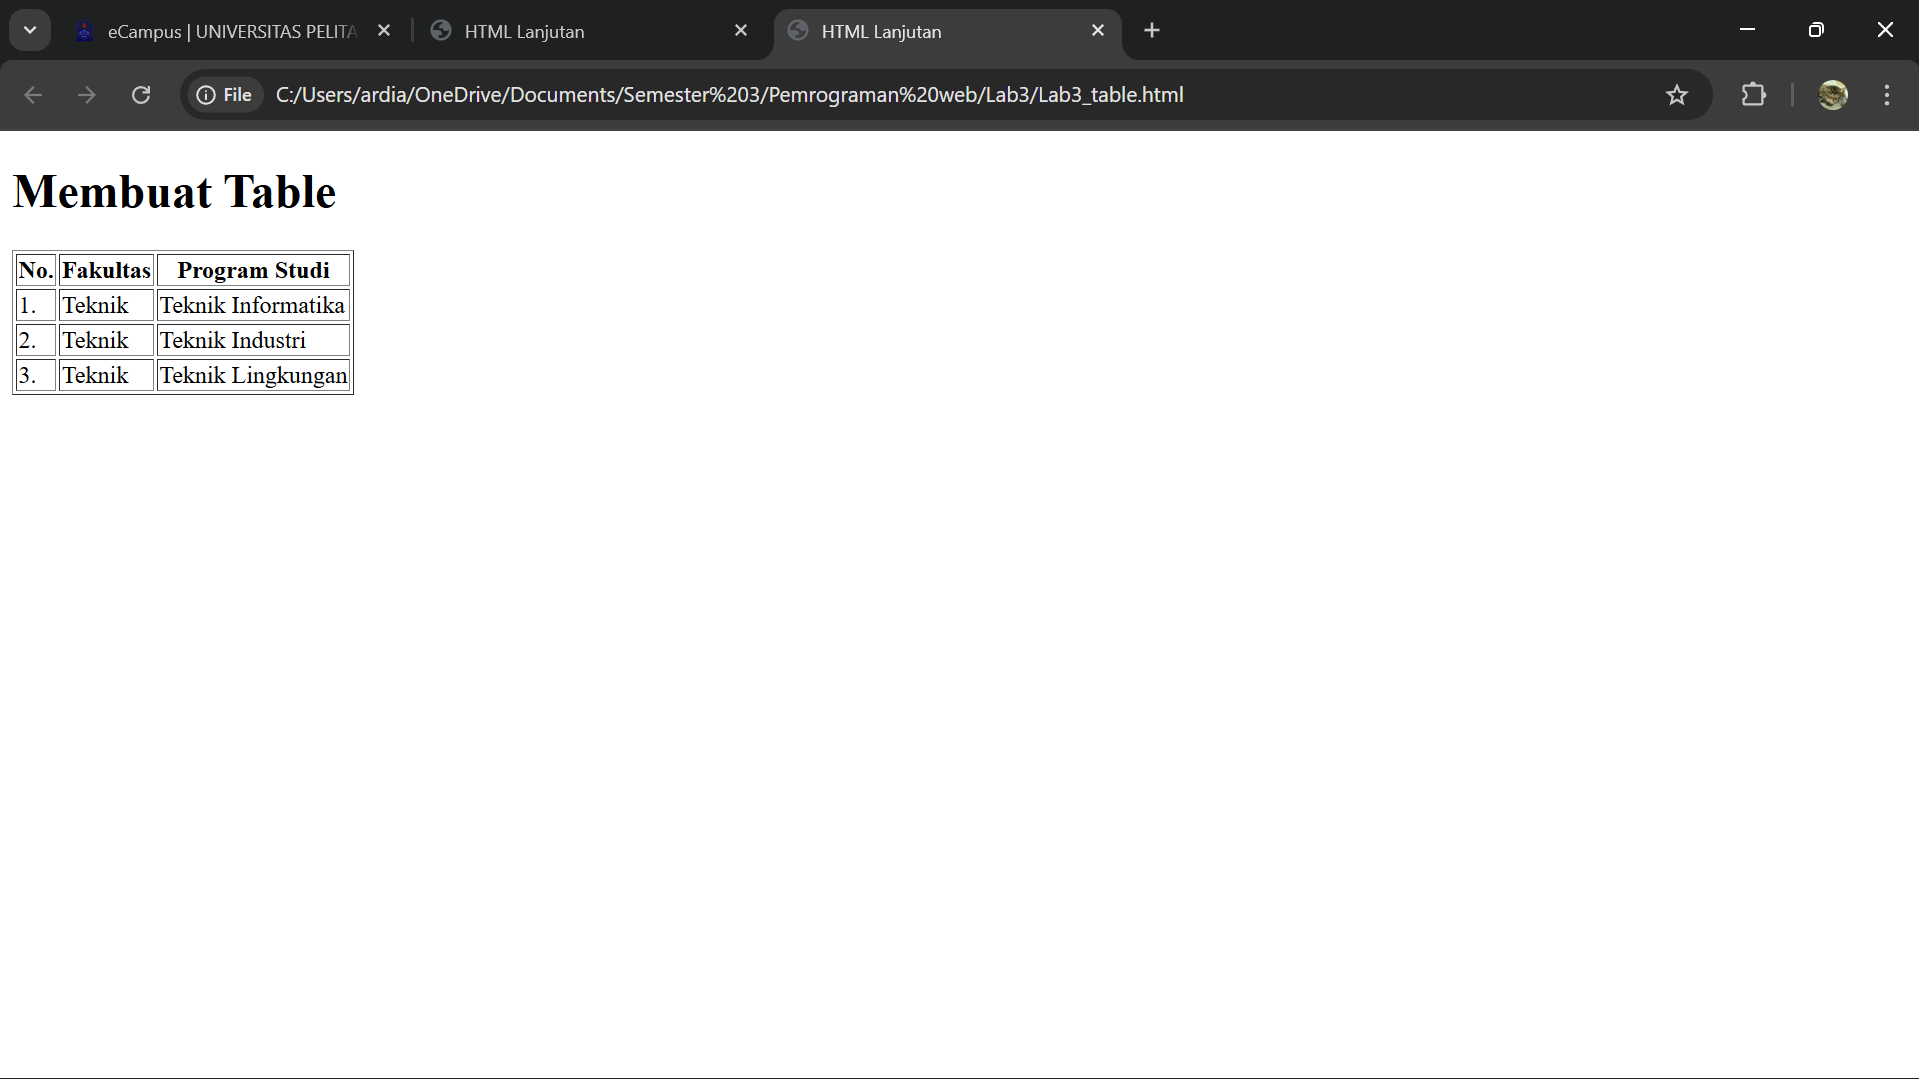 eCampus | UNIVERSITAS PELITA
HTML Lanjutan
HTML Lanjutan
File C:/Users/ardia/OneDrive/Documents/Semester%203/Pemrograman%20web/Lab3/Lab3_table.html
Membuat Table
No. Fakultas Program Studi
1. Teknik Teknik Informatika
2. Teknik Teknik Industri
3. Teknik Teknik Lingkungan